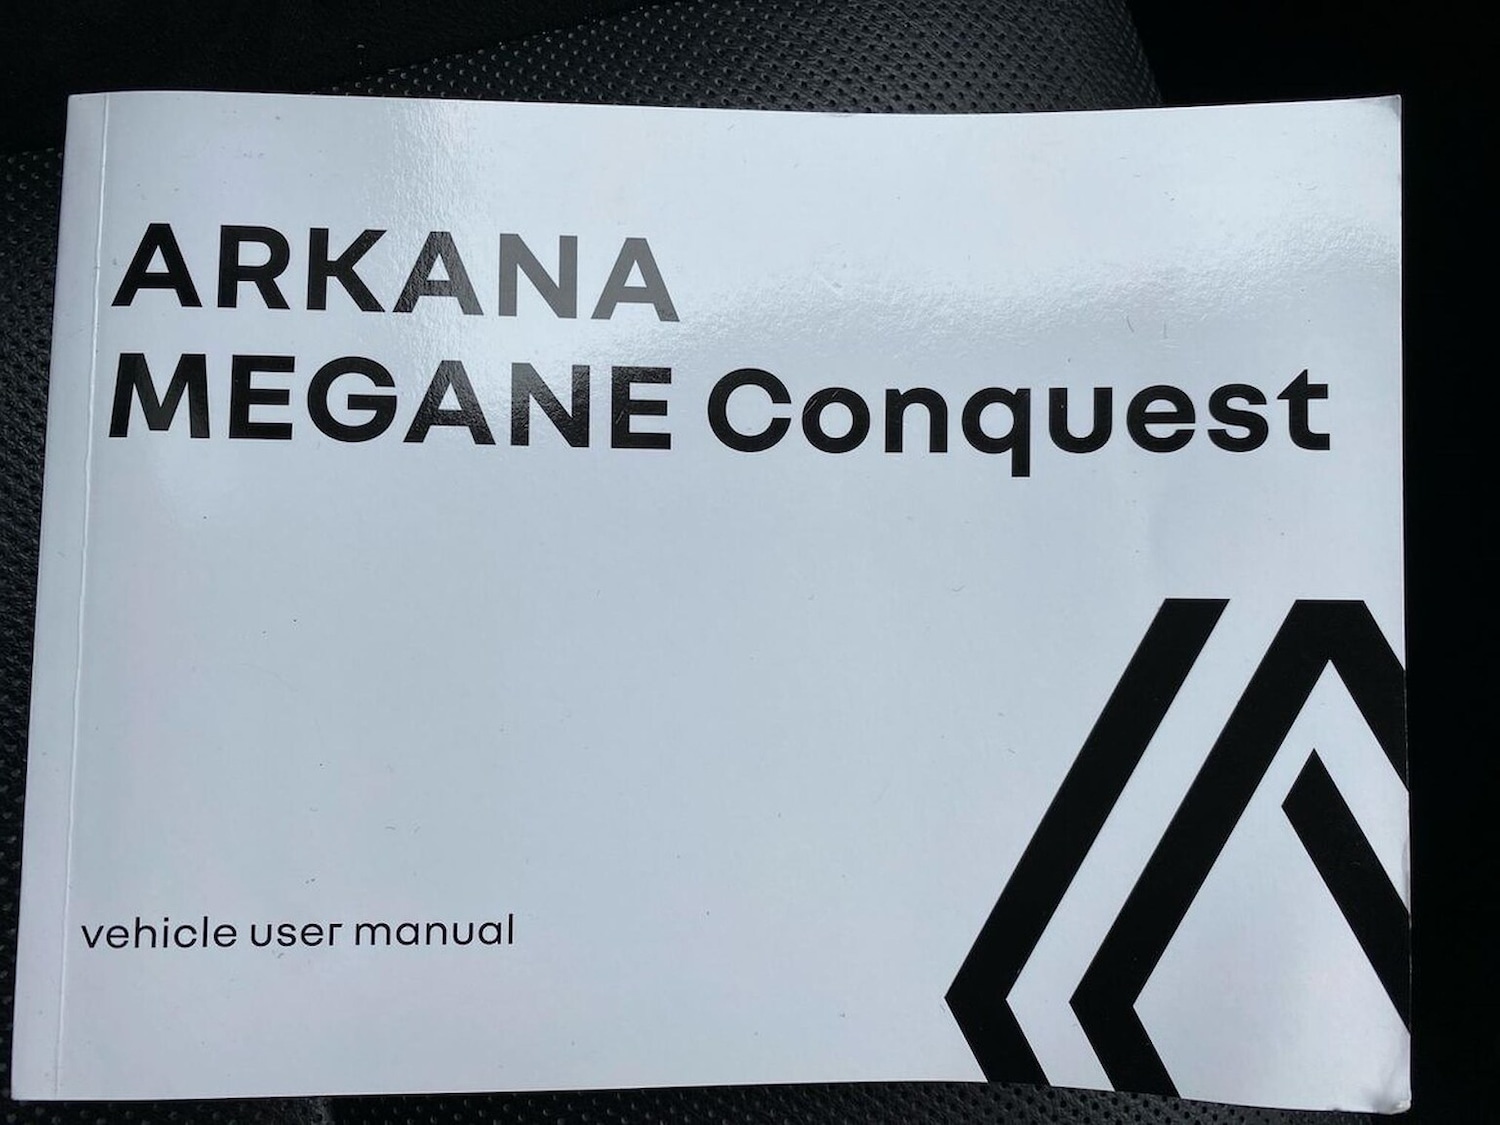 ARKANA
MEGANE Conquest
vehicle user manual